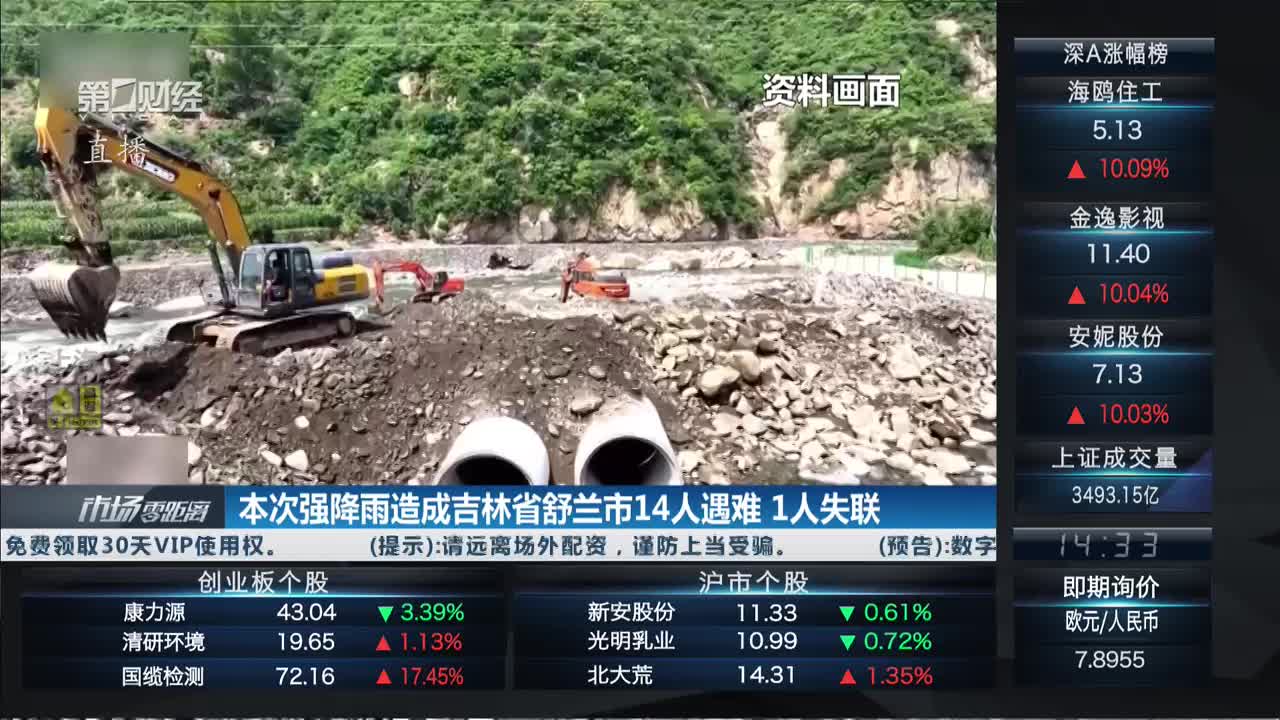 第一财经
直播
资料画面
市场零距离
本次强降雨造成吉林省舒兰市14人遇难 1人失联
免费领取30天VIP使用权。 (提示):请远离场外配资，谨防上当受骗。 (预告):数字
创业板个股
康力源 43.04 ▼3.39%
清研环境 19.65 ▲1.13%
国缆检测 72.16 ▲17.45%
沪市个股
新安股份 11.33 ▼0.61%
光明乳业 10.99 ▼0.72%
北大荒 14.31 ▲1.35%
深A涨幅榜
海鸥住工
5.13
▲10.09%
金逸影视
11.40
▲10.04%
安妮股份
7.13
▲10.03%
上证成交量
3493.15亿
14:33
即期询价
欧元/人民币
7.8955